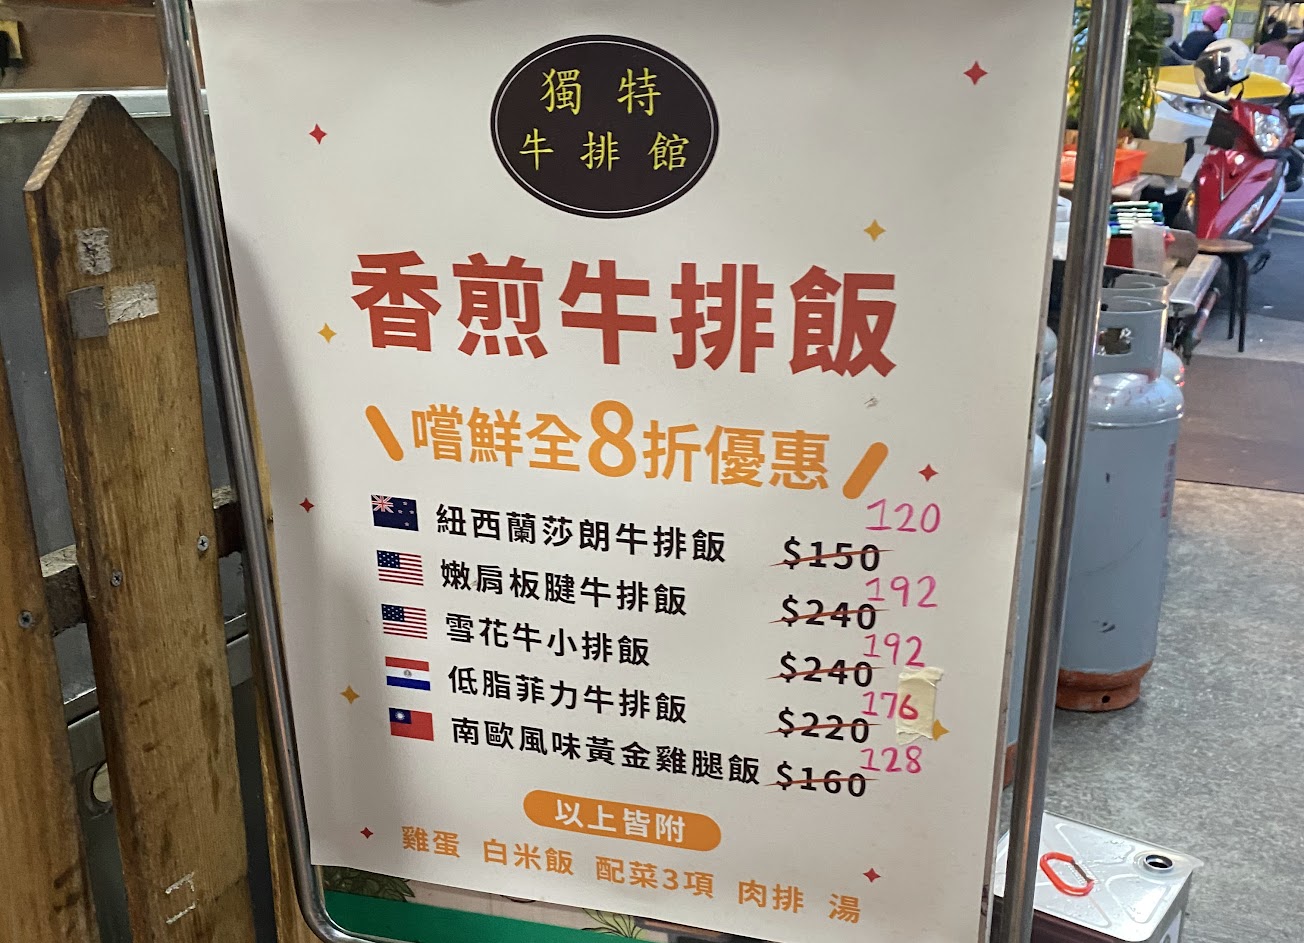 獨特
牛排館
香煎牛排飯
\嚐鮮全8折優惠/
紐西蘭莎朗牛排飯 $150 120
嫩肩板腱牛排飯 $240 192
雪花牛小排飯 $240 192
低脂菲力牛排飯 $220 176
南歐風味黃金雞腿飯 $160 128
以上皆附
雞蛋 白米飯 配菜3項 肉排 湯